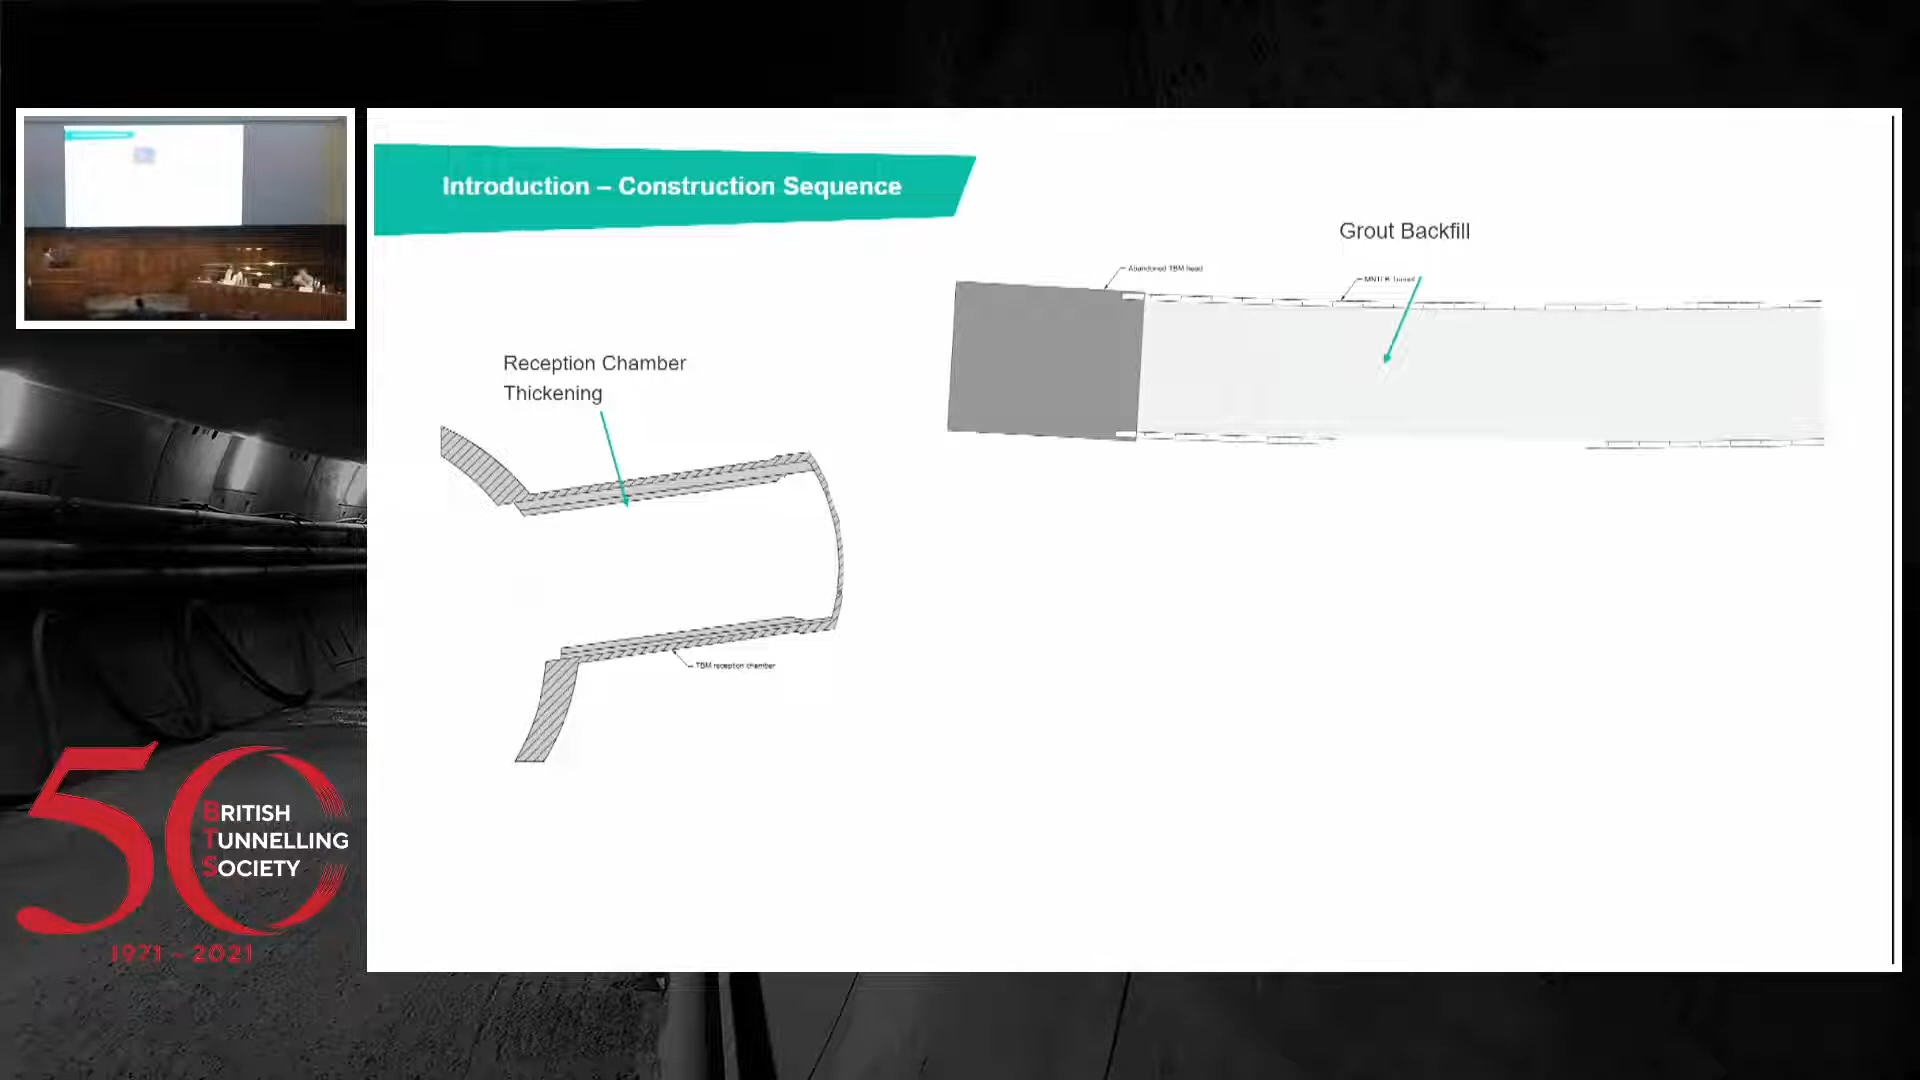 Introduction – Construction Sequence
Grout Backfill
Abandoned TBM head
Reception Chamber
Thickening
TBM reception chamber
50
BRITISH
TUNNELLING
SOCIETY
1971 – 2021